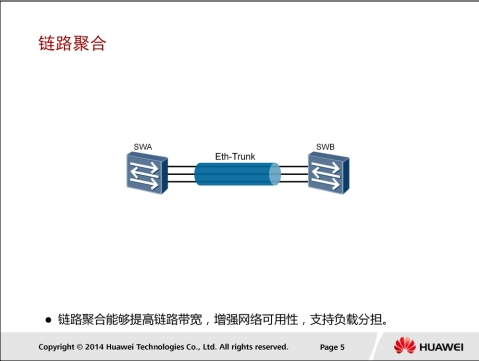 链路聚合
SWA
Eth-Trunk
SWB
● 链路聚合能够提高链路带宽，增强网络可用性，支持负载分担。
Copyright © 2014 Huawei Technologies Co., Ltd. All rights reserved.
Page 5
HUAWEI